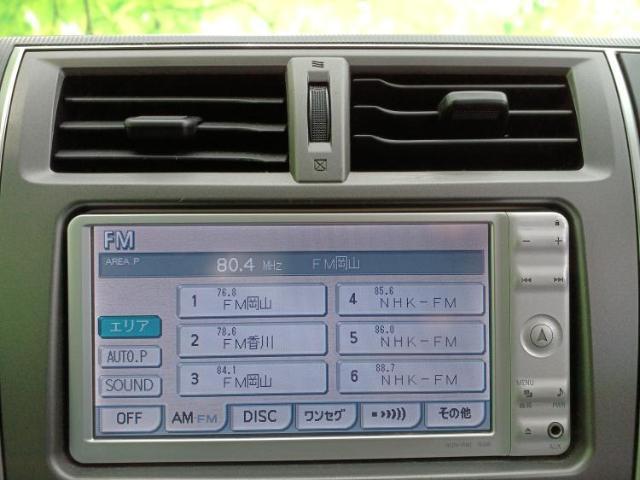 FM
AREA.P
80.4 MHz FM岡山
1 76.8 FM岡山
4 85.6 NHK-FM
エリア
2 78.6 FM香川
5 86.0 NHK-FM
AUTO.P
3 84.1 FM岡山
6 88.7 NHK-FM
SOUND
OFF
AM FM
DISC
ワンセグ
その他
MENU
AUX